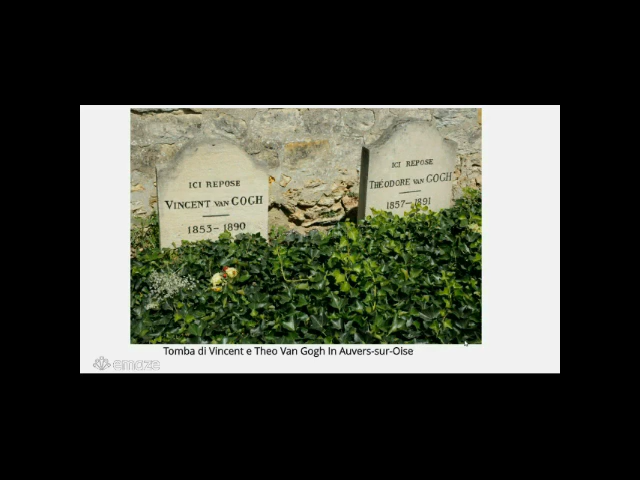 ICI REPOSE
VINCENT VAN GOGH
1853 – 1890
ICI REPOSE
THÉODORE VAN GOGH
1857 – 1891
Tomba di Vincent e Theo Van Gogh In Auvers-sur-Oise
emaze